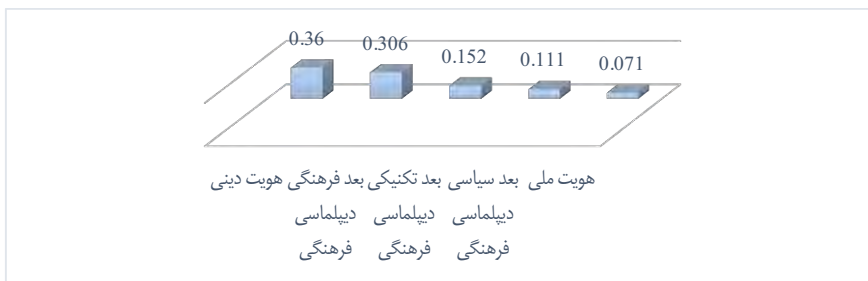 0.36 0.306 0.152 0.111 0.071
هویت دینی بعد فرهنگی بعد تکنیکی بعد سیاسی هویت ملی
دیپلماسی دیپلماسی دیپلماسی
فرهنگی فرهنگی فرهنگی